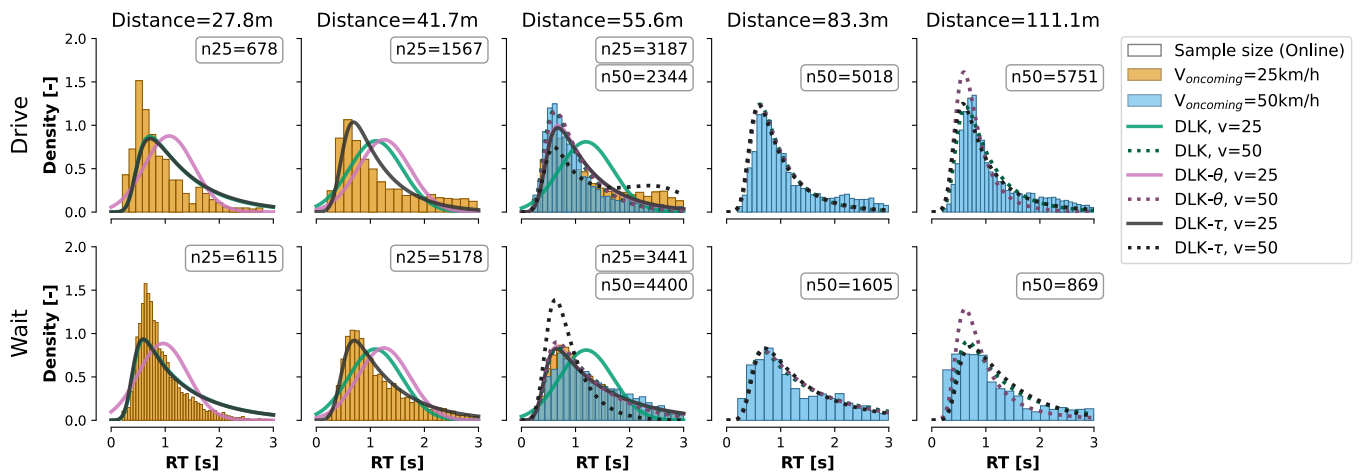 Distance=27.8m Distance=41.7m Distance=55.6m Distance=83.3m Distance=111.1m
Drive
Density [-]
2.0
1.5
1.0
0.5
0.0
n25=678
n25=1567
n25=3187
n50=2344
n50=5018
n50=5751
Wait
Density [-]
2.0
1.5
1.0
0.5
0.0
n25=6115
n25=5178
n25=3441
n50=4400
n50=1605
n50=869
0 1 2 3 0 1 2 3 0 1 2 3 0 1 2 3 0 1 2 3
RT [s] RT [s] RT [s] RT [s] RT [s]
Sample size (Online)
Voncoming=25km/h
Voncoming=50km/h
DLK, v=25
DLK, v=50
DLK-θ, v=25
DLK-θ, v=50
DLK-τ, v=25
DLK-τ, v=50